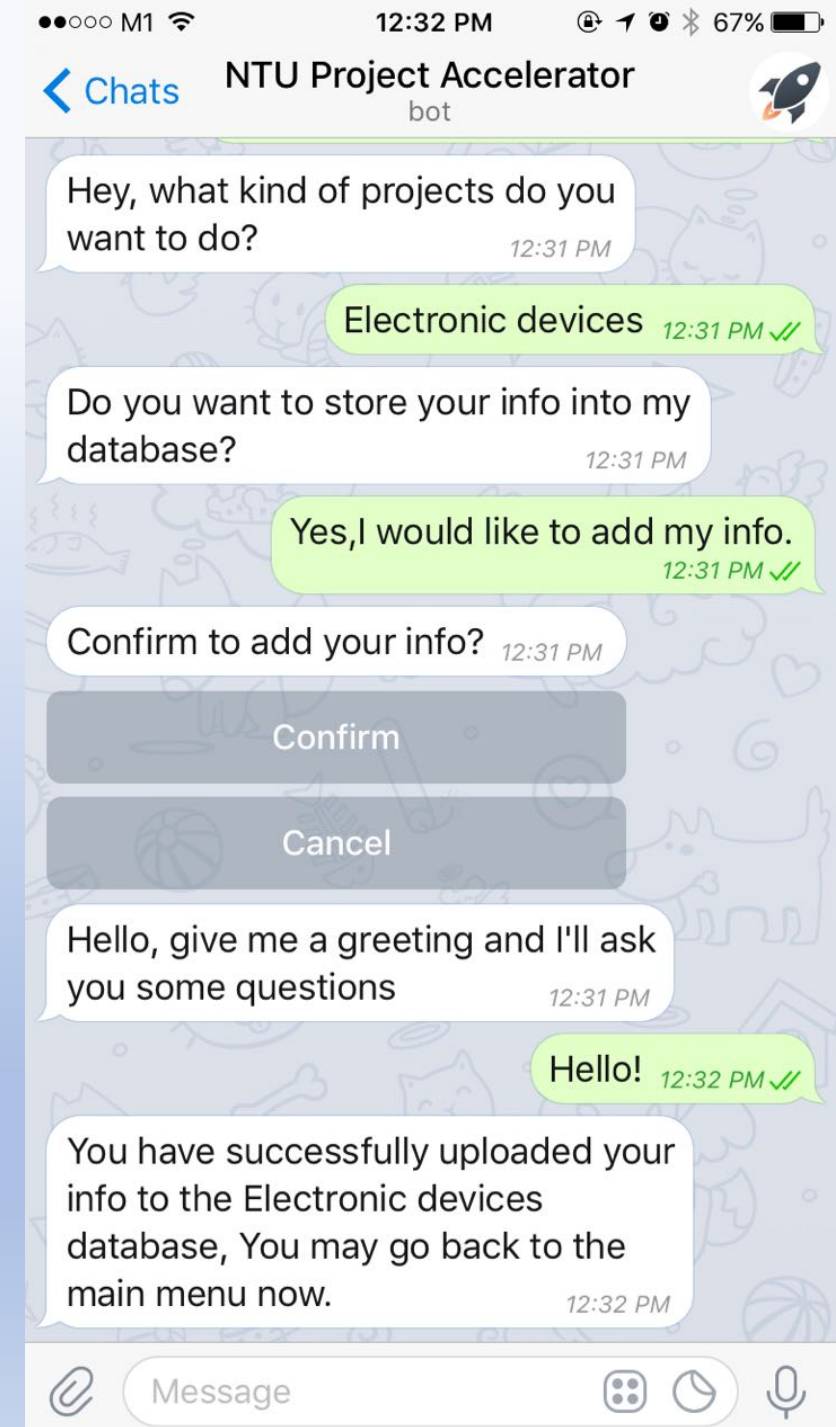 M1 12:32 PM 67%
Chats NTU Project Accelerator
bot
Hey, what kind of projects do you
want to do? 12:31 PM
Electronic devices 12:31 PM
Do you want to store your info into my
database? 12:31 PM
Yes,I would like to add my info.
12:31 PM
Confirm to add your info? 12:31 PM
Confirm
Cancel
Hello, give me a greeting and I'll ask
you some questions 12:31 PM
Hello! 12:32 PM
You have successfully uploaded your
info to the Electronic devices
database, You may go back to the
main menu now. 12:32 PM
Message